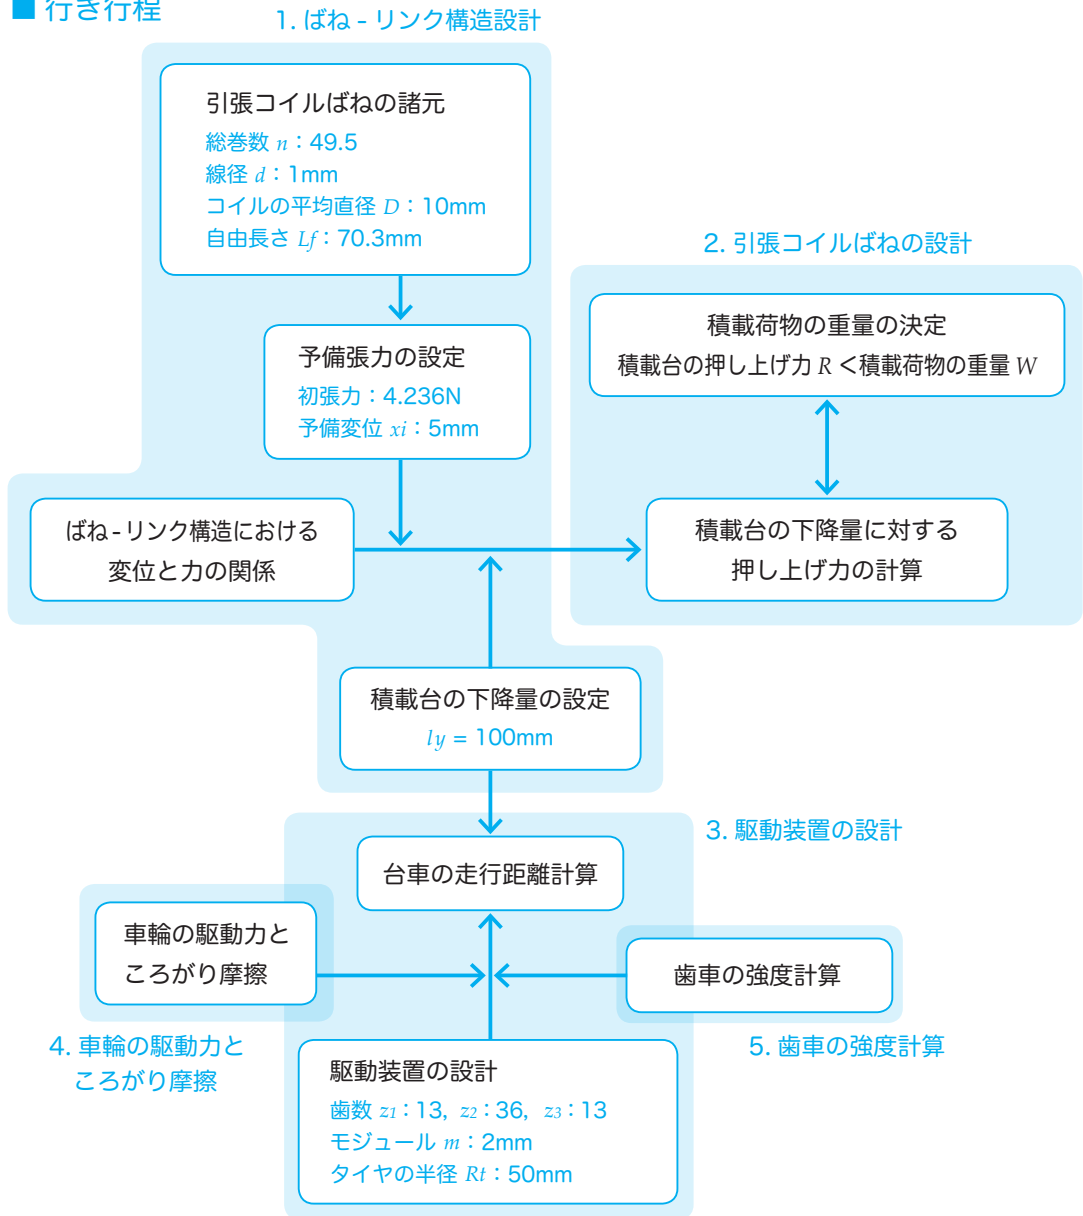 ■ 行き行程
1. ばね - リンク構造設計
引張コイルばねの諸元
総巻数 n：49.5
線径 d：1mm
コイルの平均直径 D：10mm
自由長さ Lf：70.3mm
2. 引張コイルばねの設計
積載荷物の重量の決定
積載台の押し上げ力 R＜積載荷物の重量 W
予備張力の設定
初張力：4.236N
予備変位 xi：5mm
ばね-リンク構造における
変位と力の関係
積載台の下降量に対する
押し上げ力の計算
積載台の下降量の設定
ly = 100mm
3. 駆動装置の設計
台車の走行距離計算
車輪の駆動力と
ころがり摩擦
歯車の強度計算
4. 車輪の駆動力と
ころがり摩擦
5. 歯車の強度計算
駆動装置の設計
歯数 z1：13, z2：36, z3：13
モジュール m：2mm
タイヤの半径 Rt：50mm